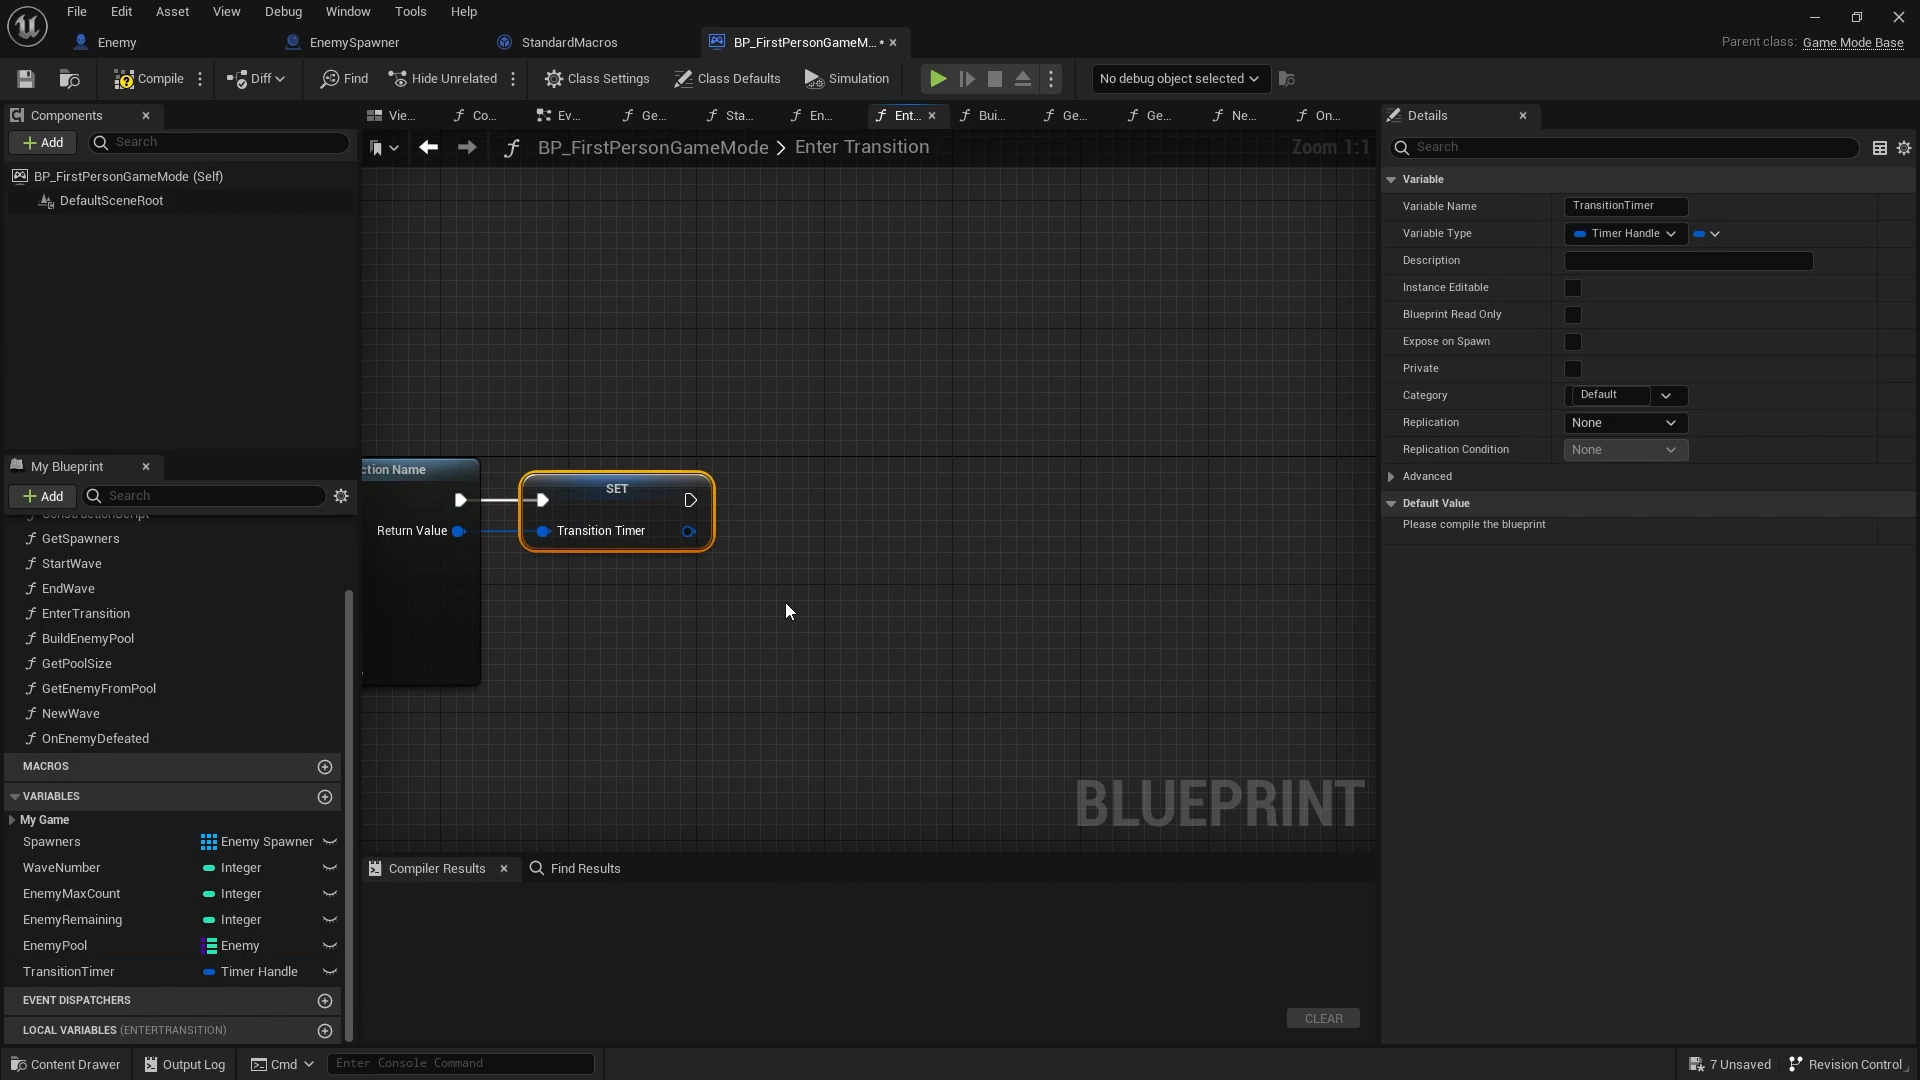 File Edit Asset View Debug Window Tools Help
Enemy EnemySpawner StandardMacros BP_FirstPersonGameM... •
Parent class: Game Mode Base
Compile Diff Find Hide Unrelated Class Settings Class Defaults Simulation No debug object selected
Components
Add Search
BP_FirstPersonGameMode (Self)
DefaultSceneRoot
My Blueprint
Add Search
ConstructionScript
GetSpawners
StartWave
EndWave
EnterTransition
BuildEnemyPool
GetPoolSize
GetEnemyFromPool
NewWave
OnEnemyDefeated
MACROS
VARIABLES
My Game
Spawners Enemy Spawner
WaveNumber Integer
EnemyMaxCount Integer
EnemyRemaining Integer
EnemyPool Enemy
TransitionTimer Timer Handle
EVENT DISPATCHERS
LOCAL VARIABLES (ENTERTRANSITION)
Vie... Co... Ev... Ge... Sta... En... Ent... Bui... Ge... Ge... Ne... On...
BP_FirstPersonGameMode > Enter Transition
Zoom 1:1
ction Name
Return Value
SET
Transition Timer
BLUEPRINT
Compiler Results Find Results
CLEAR
Details
Search
Variable
Variable Name TransitionTimer
Variable Type Timer Handle
Description
Instance Editable
Blueprint Read Only
Expose on Spawn
Private
Category Default
Replication None
Replication Condition None
Advanced
Default Value
Please compile the blueprint
Content Drawer Output Log Cmd Enter Console Command
7 Unsaved Revision Control